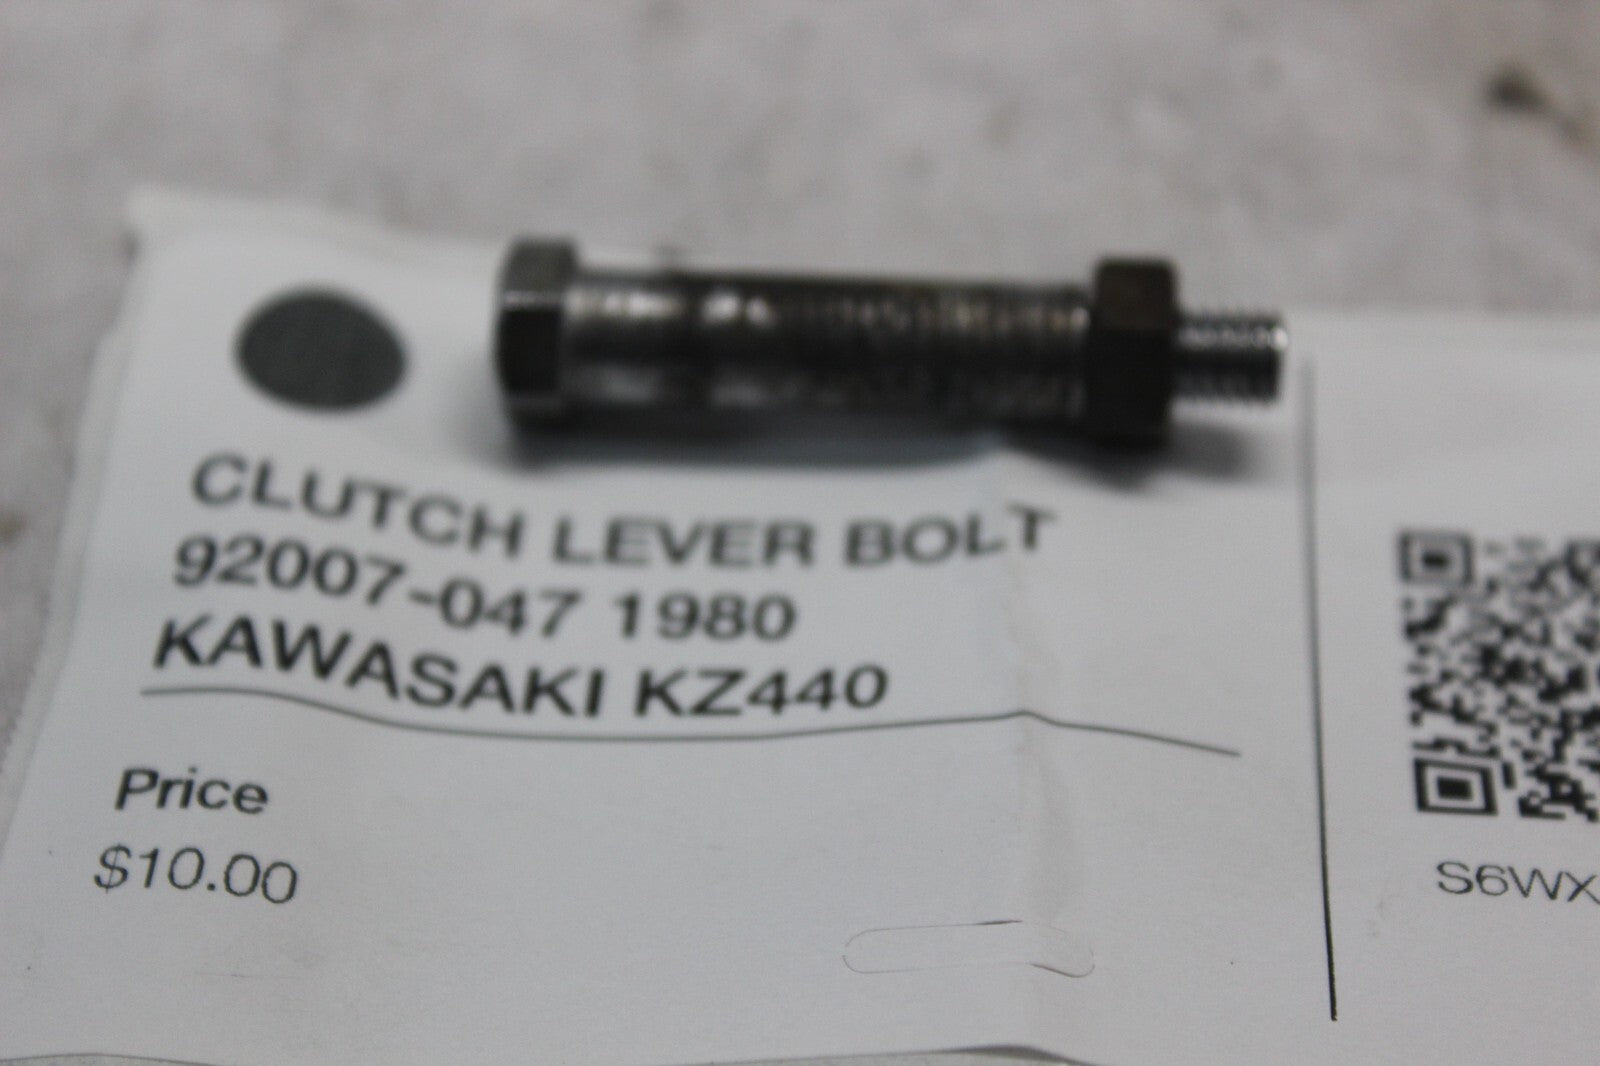 CLUTCH LEVER BOLT
92007-047 1980
KAWASAKI KZ440
Price
$10.00
S6WX